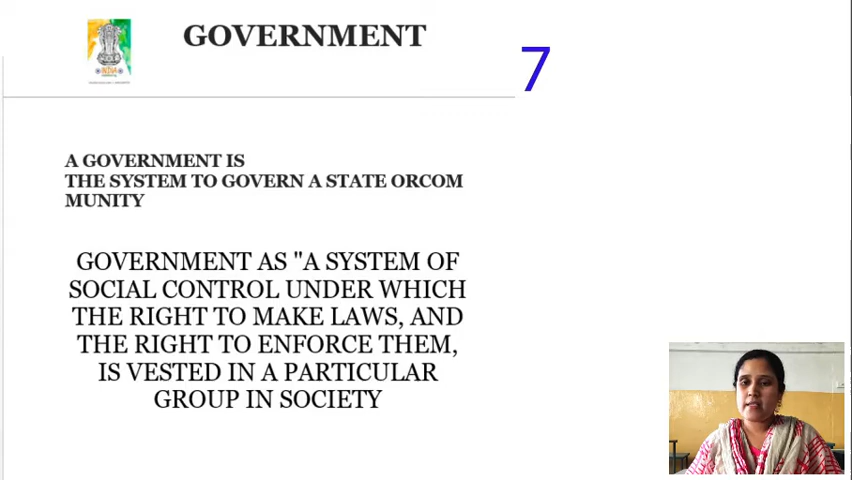 GOVERNMENT
7
INDIA
A GOVERNMENT IS
THE SYSTEM TO GOVERN A STATE ORCOM
MUNITY
GOVERNMENT AS "A SYSTEM OF
SOCIAL CONTROL UNDER WHICH
THE RIGHT TO MAKE LAWS, AND
THE RIGHT TO ENFORCE THEM,
IS VESTED IN A PARTICULAR
GROUP IN SOCIETY